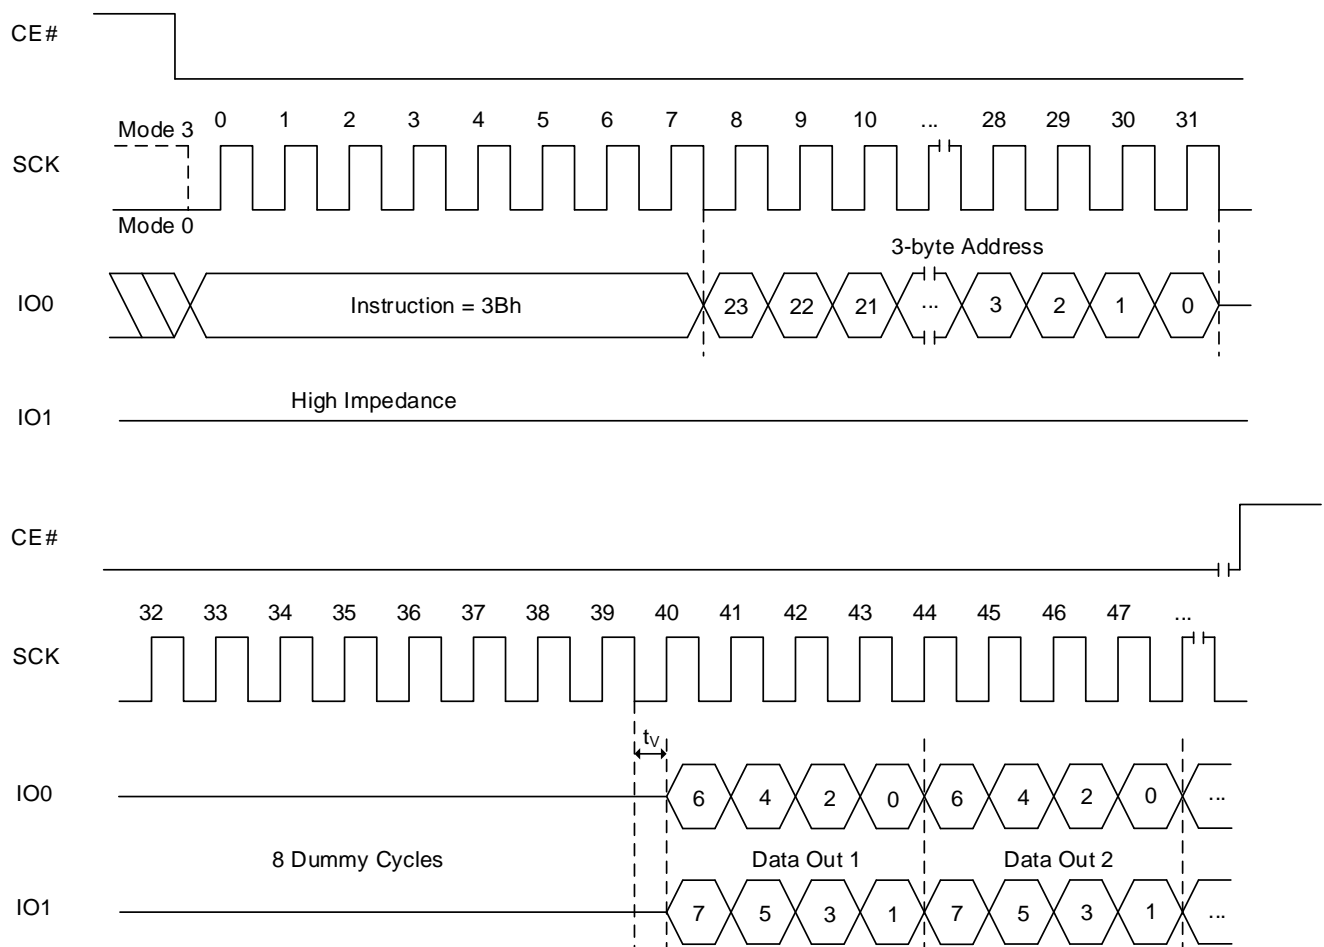 CE#
Mode 3 0 1 2 3 4 5 6 7 8 9 10 ... 28 29 30 31
SCK
Mode 0
3-byte Address
IO0 Instruction = 3Bh 23 22 21 ... 3 2 1 0
High Impedance
IO1
CE#
32 33 34 35 36 37 38 39 40 41 42 43 44 45 46 47 ...
SCK
tV
IO0 6 4 2 0 6 4 2 0 ...
8 Dummy Cycles Data Out 1 Data Out 2
IO1 7 5 3 1 7 5 3 1 ...